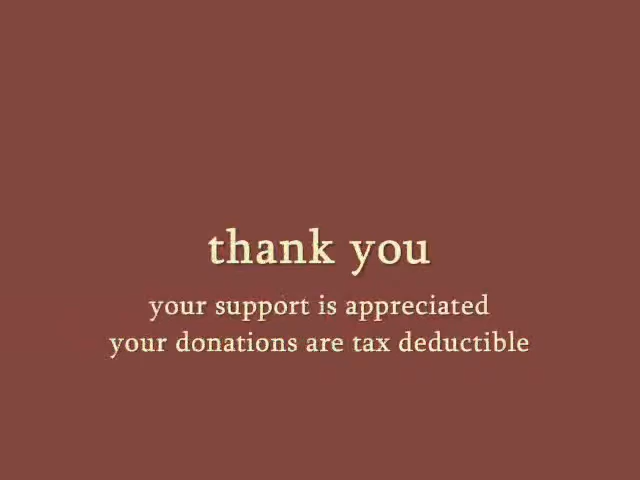 thank you
your support is appreciated
your donations are tax deductible